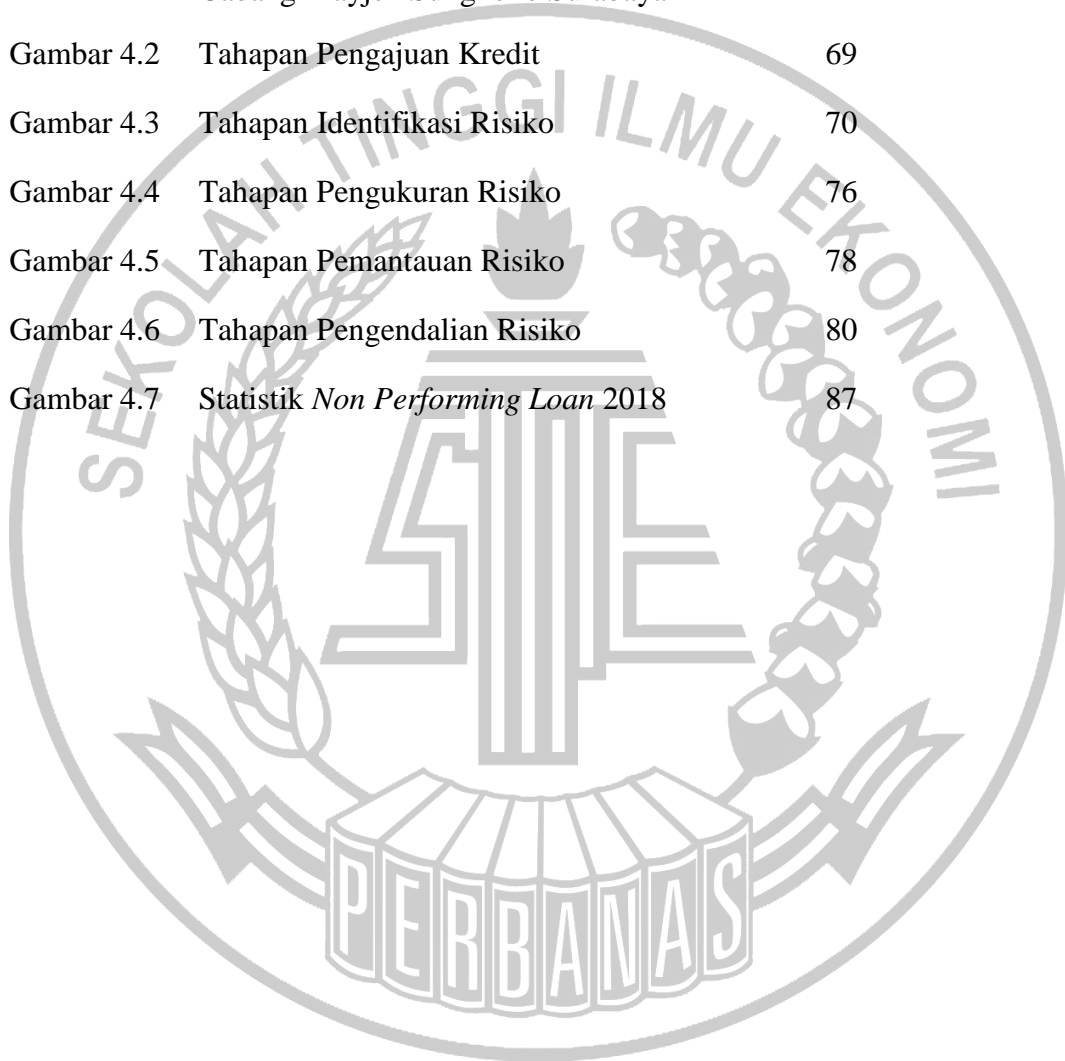 Gambar 4.2 Tahapan Pengajuan Kredit 69
Gambar 4.3 Tahapan Identifikasi Risiko 70
Gambar 4.4 Tahapan Pengukuran Risiko 76
Gambar 4.5 Tahapan Pemantauan Risiko 78
Gambar 4.6 Tahapan Pengendalian Risiko 80
Gambar 4.7 Statistik Non Performing Loan 2018 87
SEKOLAH TINGGI ILMU EKONOMI
STIE
PERBANAS